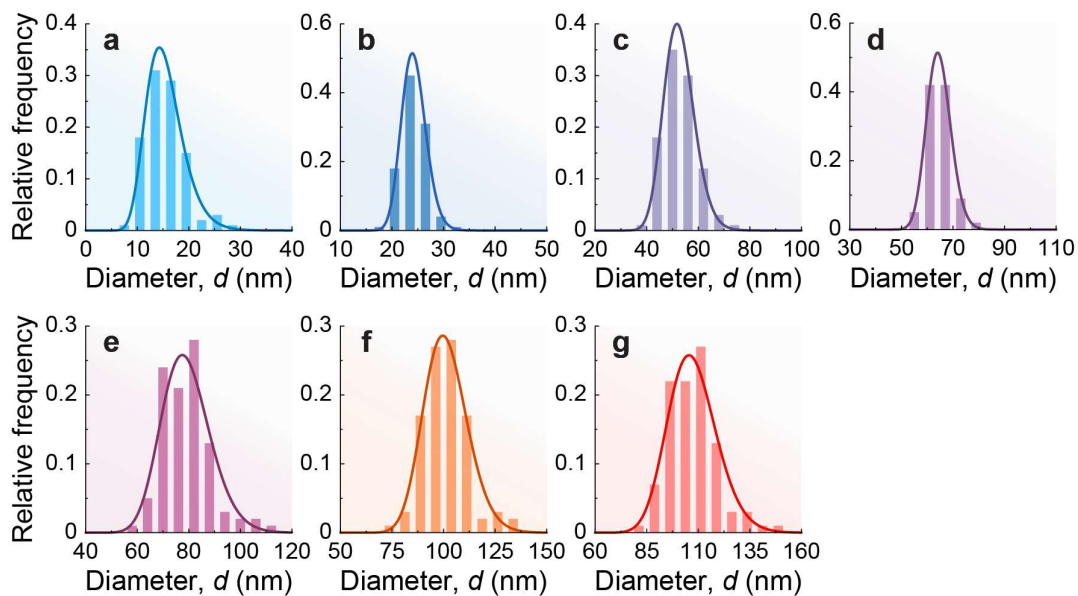 a
b
c
d
Relative frequency
0.4
0.3
0.2
0.1
0
0.6
0.4
0.2
0
0.4
0.3
0.2
0.1
0
0.6
0.4
0.2
0
0 10 20 30 40
10 20 30 40 50
20 40 60 80 100
30 50 70 90 110
Diameter, d (nm)
Diameter, d (nm)
Diameter, d (nm)
Diameter, d (nm)
e
f
g
Relative frequency
0.3
0.2
0.1
0
0.3
0.2
0.1
0
0.3
0.2
0.1
0
40 60 80 100 120
50 75 100 125 150
60 85 110 135 160
Diameter, d (nm)
Diameter, d (nm)
Diameter, d (nm)